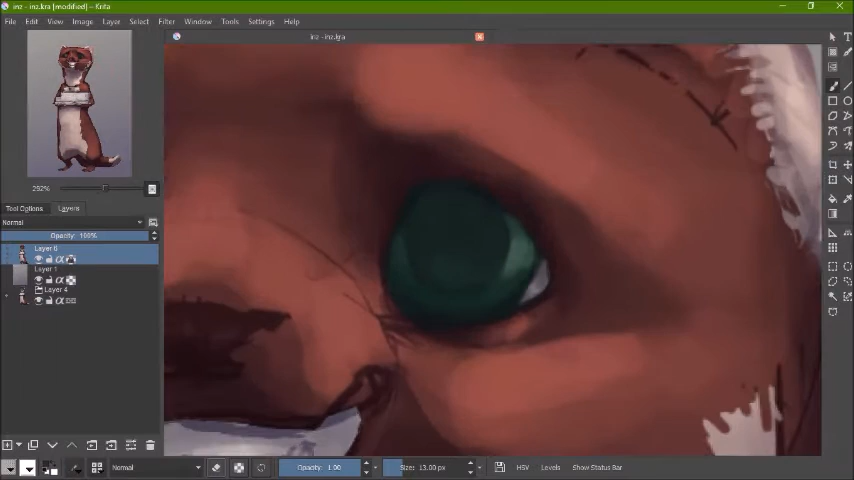 inz - inz.kra [modified] - Krita
File Edit View Image Layer Select Filter Window Tools Settings Help
inz - inz.kra
292%
Tool Options Layers
Normal
Opacity: 100%
Layer 6
Layer 1
Layer 4
Normal Opacity: 1.00 Size: 13.00 px HSV Levels Show Status Bar